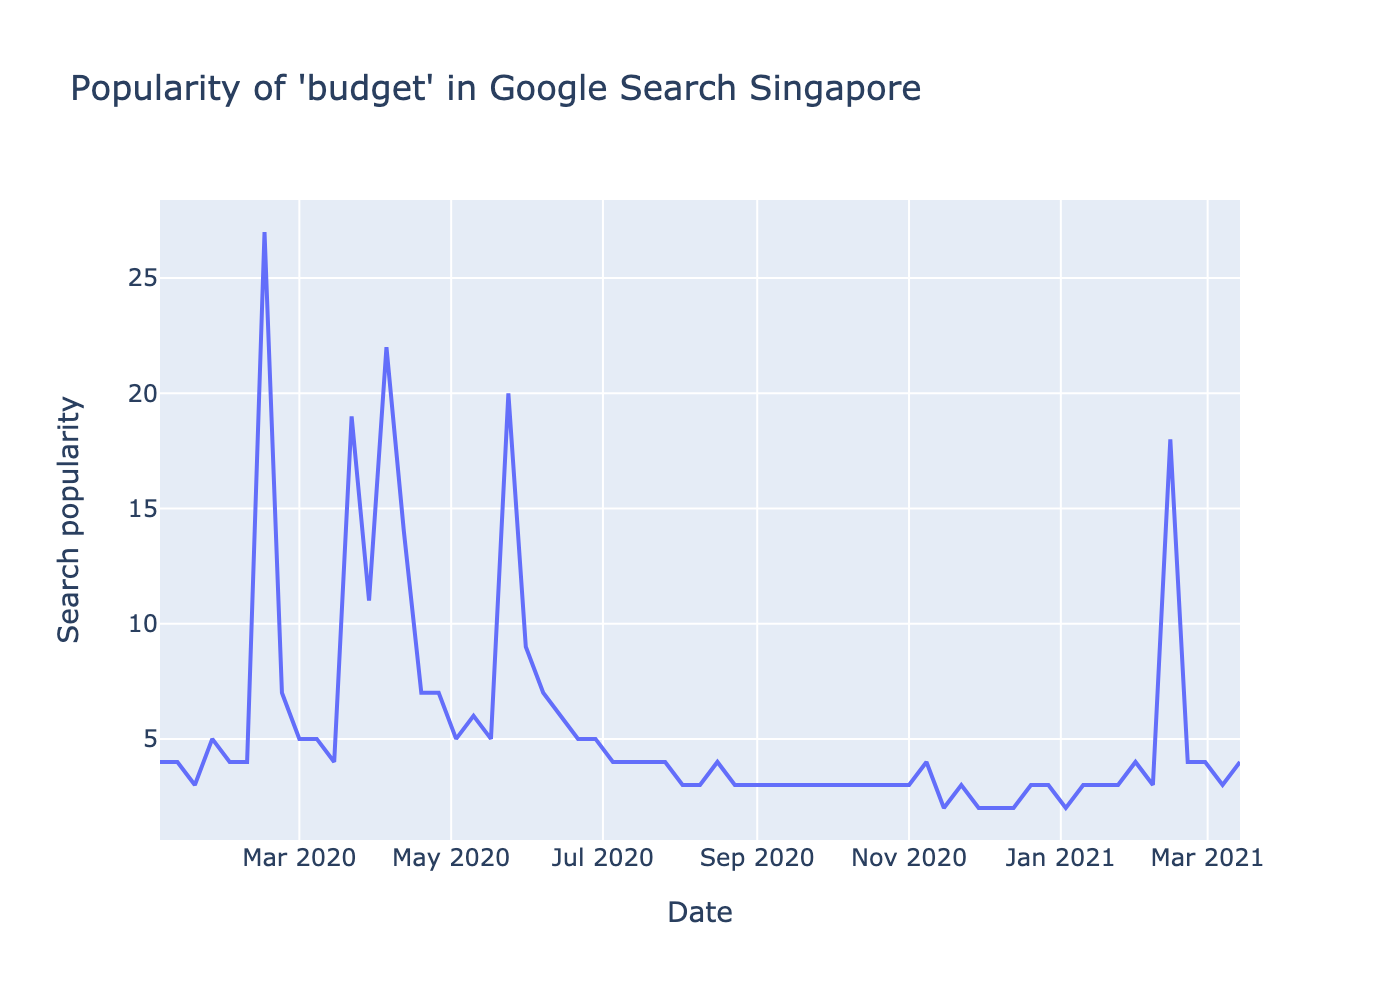 Popularity of 'budget' in Google Search Singapore
25
20
15
10
5
Search popularity
Mar 2020
May 2020
Jul 2020
Sep 2020
Nov 2020
Jan 2021
Mar 2021
Date